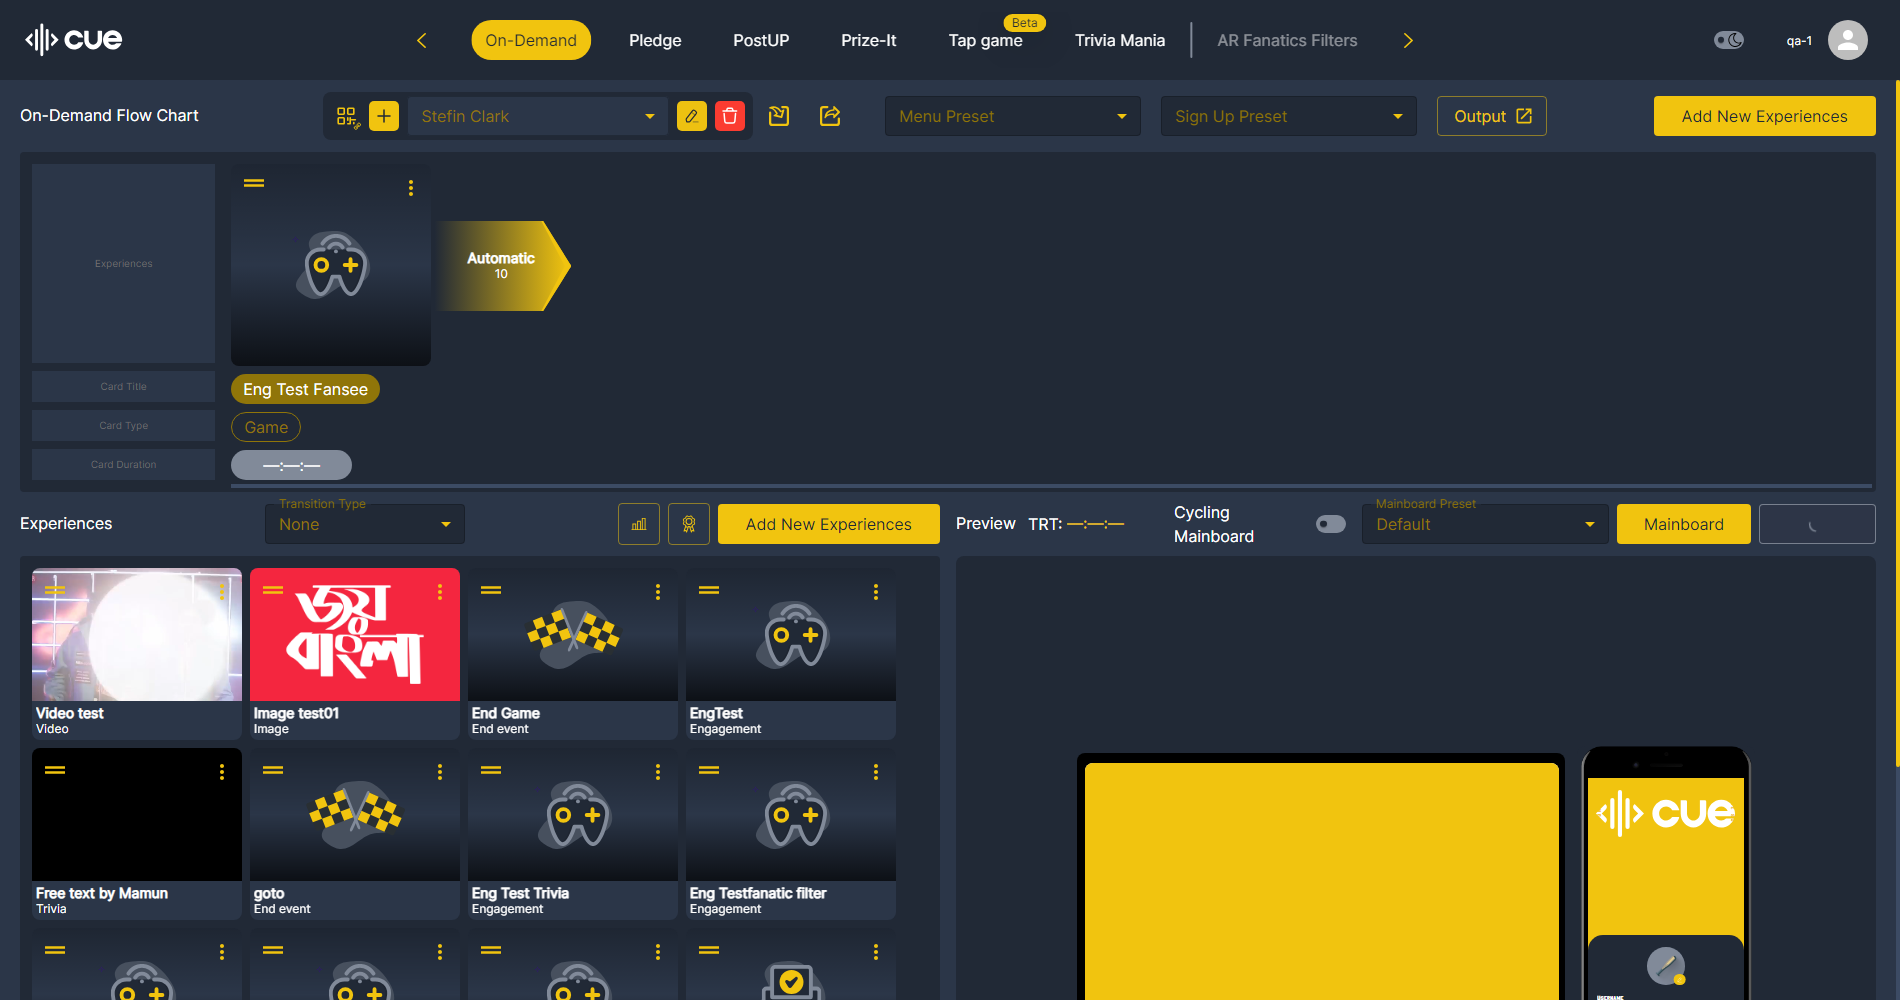 cue
On-Demand
Pledge
PostUP
Prize-It
Tap game
Beta
Trivia Mania
AR Fanatics Filters
qa-1
On-Demand Flow Chart
Stefin Clark
Menu Preset
Sign Up Preset
Output
Add New Experiences
Experiences
Automatic
10
Card Title
Eng Test Fansee
Card Type
Game
Card Duration
—:—:—
Experiences
Transition Type
None
Add New Experiences
Preview
TRT: —:—:—
Cycling
Mainboard
Mainboard Preset
Default
Mainboard
জয়
বাংলা
Video test
Video
Image test01
Image
End Game
End event
EngTest
Engagement
Free text by Mamun
Trivia
goto
End event
Eng Test Trivia
Engagement
Eng Testfanatic filter
Engagement
cue
USERNAME